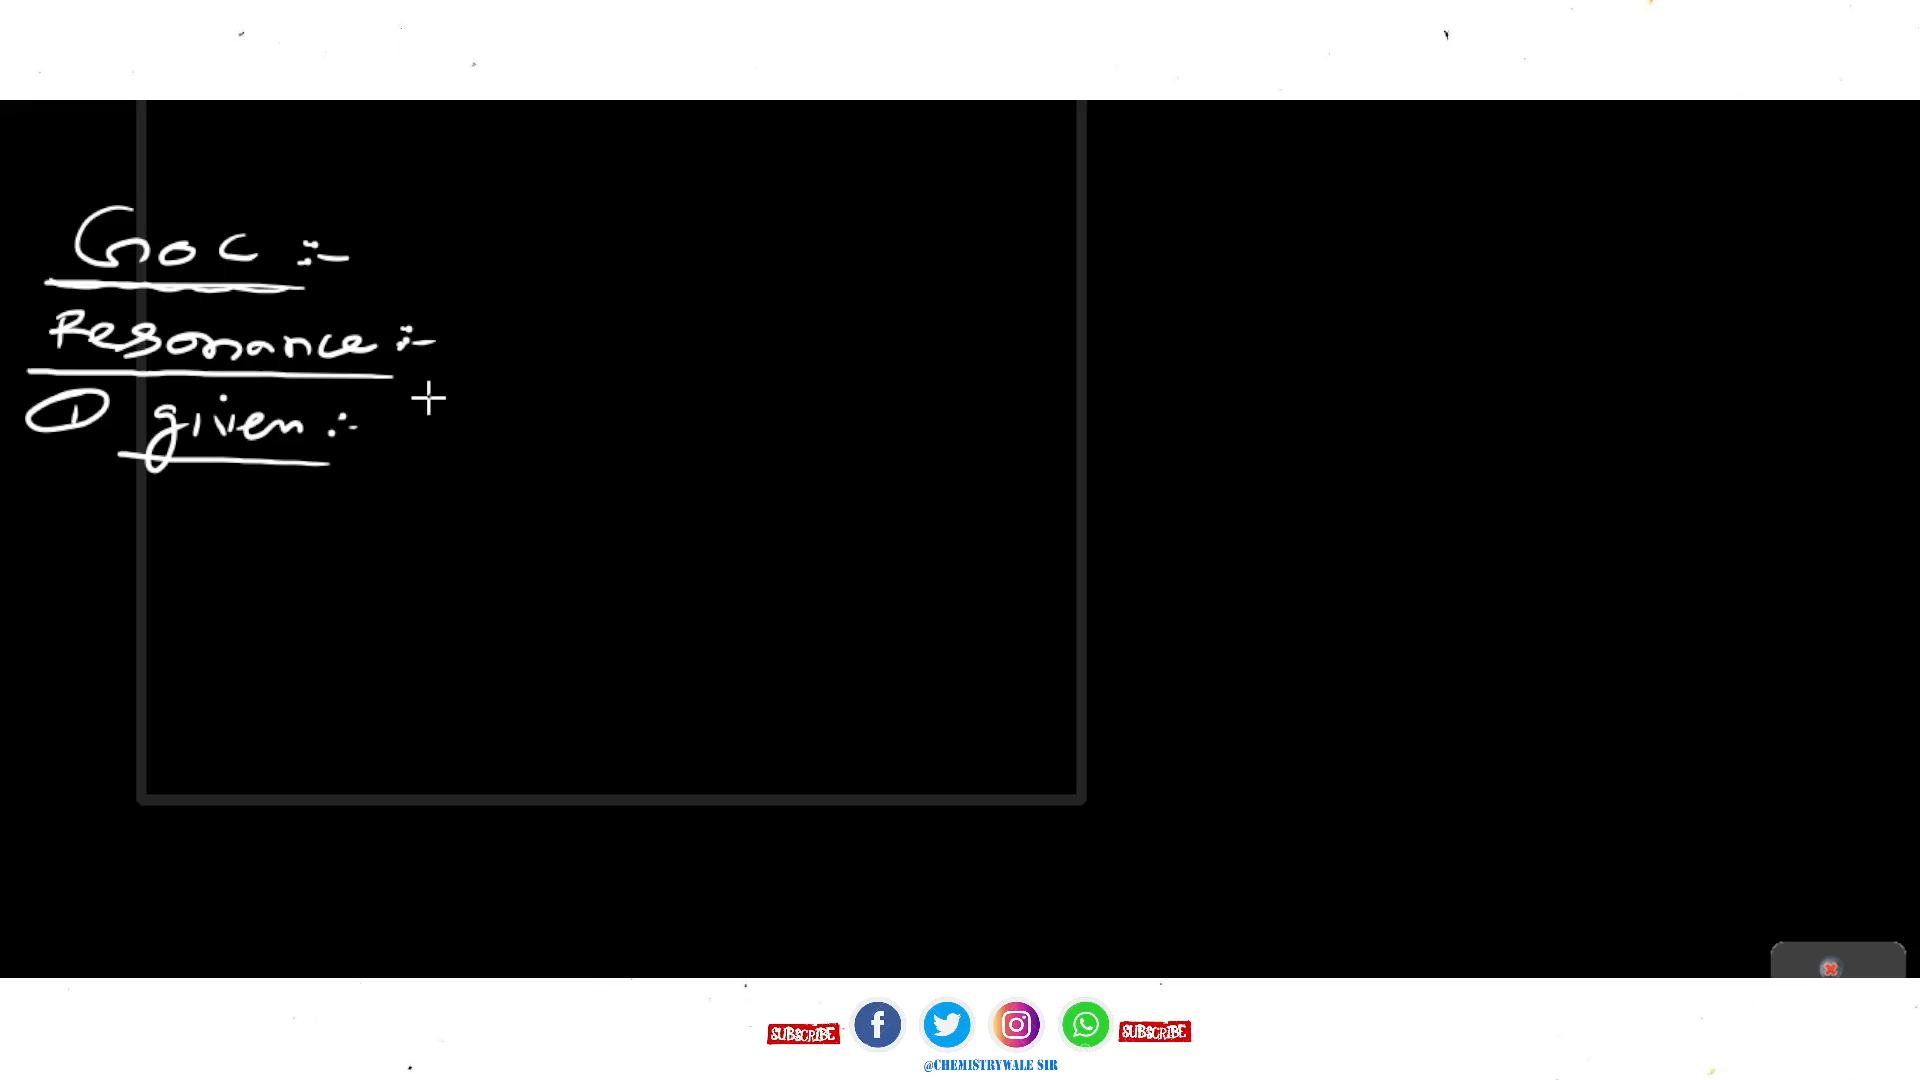 GOC :-
Resonance :-
① given :-
SUBSCRIBE
SUBSCRIBE
@CHEMISTRYWALE SIR